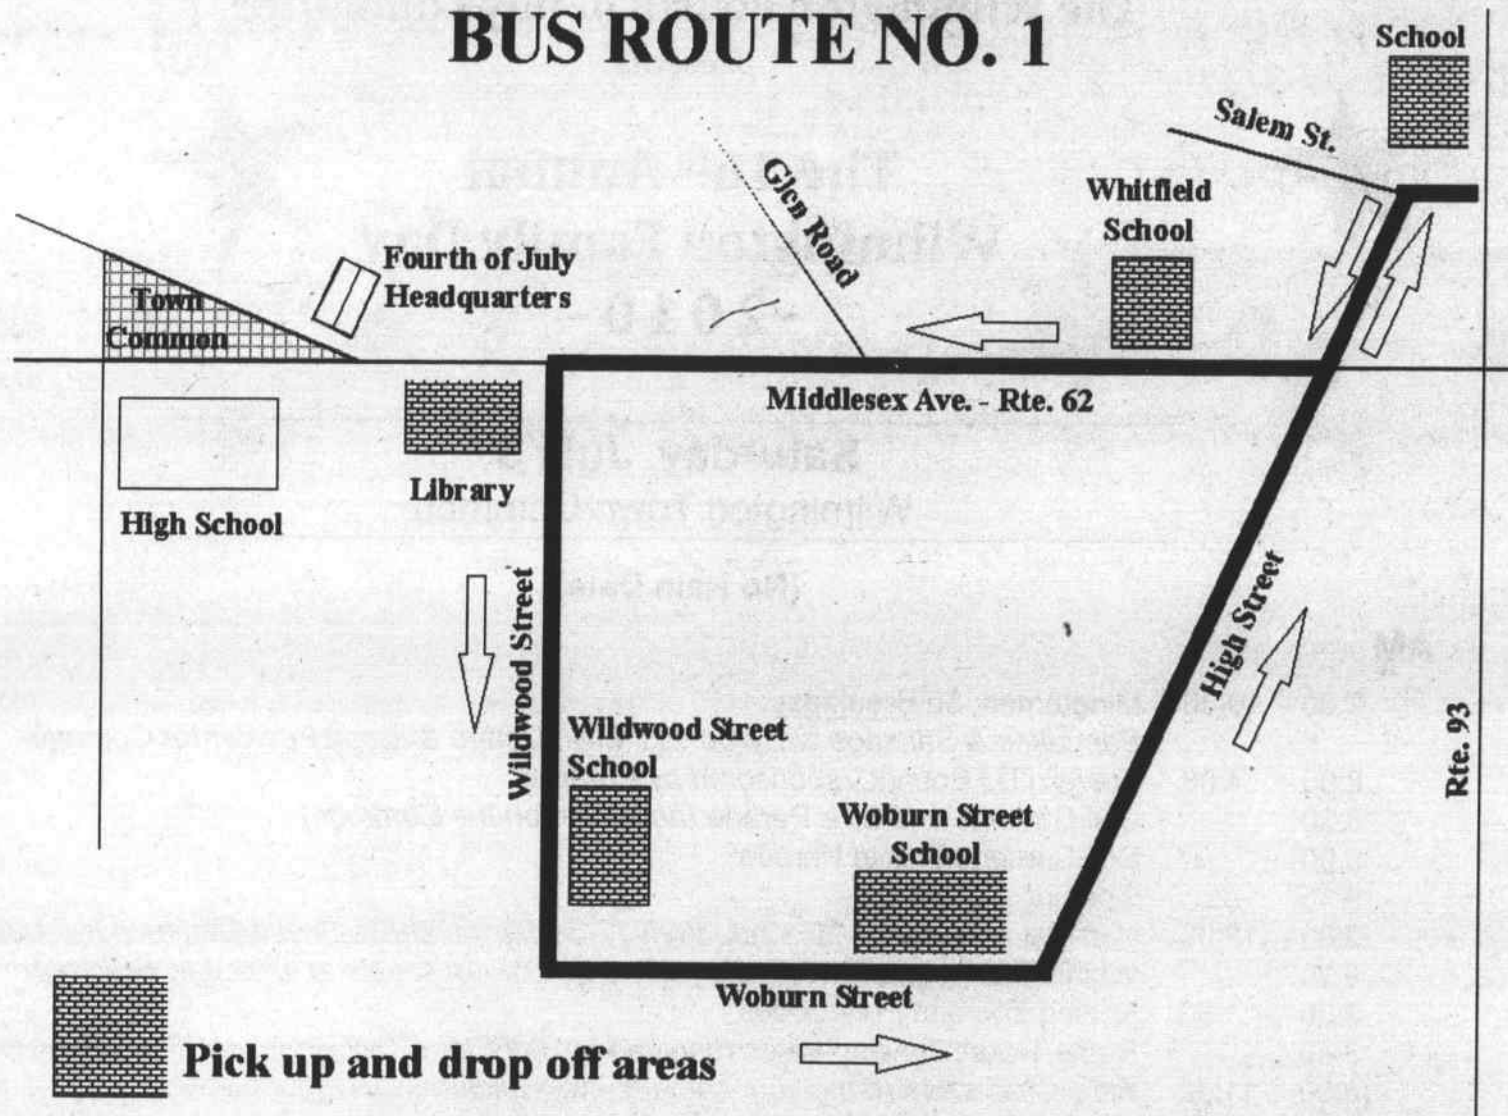 BUS ROUTE NO. 1
School
Salem St.
Glen Road
Whitfield
School
Fourth of July
Headquarters
Town
Common
Middlesex Ave. - Rte. 62
High School
Library
Wildwood Street
High Street
Rte. 93
Wildwood Street
School
Woburn Street
School
Woburn Street
Pick up and drop off areas